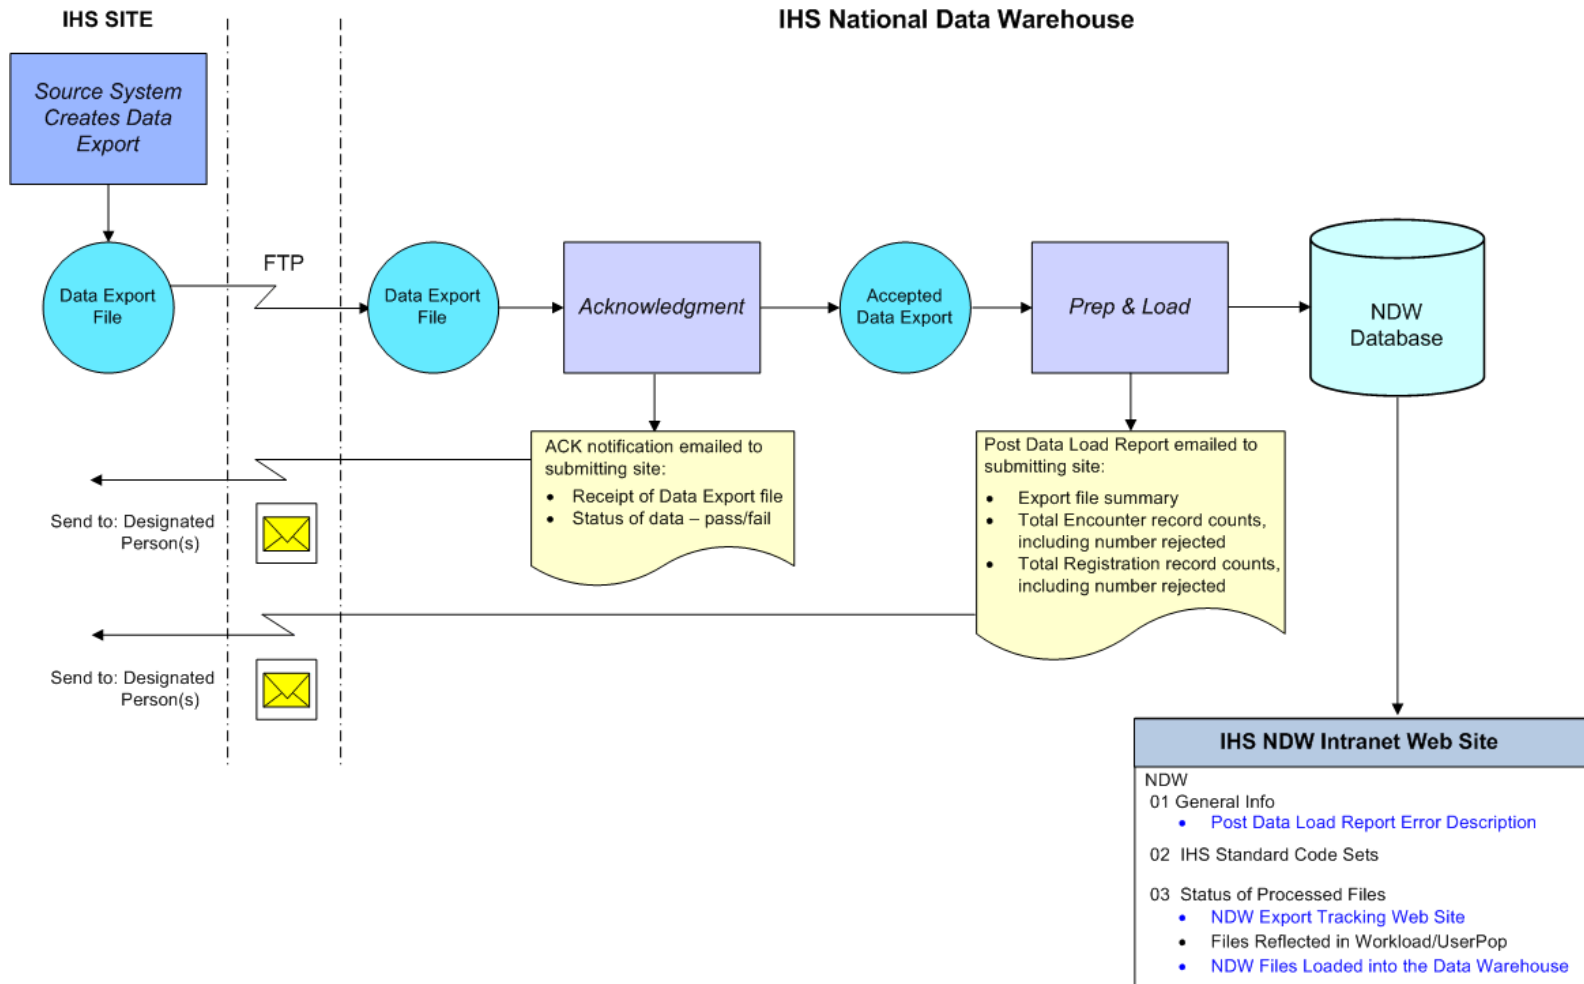 IHS SITE
IHS National Data Warehouse
Source System
Creates Data
Export
FTP
Data Export
File
Data Export
File
Acknowledgment
Accepted
Data Export
Prep & Load
NDW
Database
ACK notification emailed to
submitting site:
• Receipt of Data Export file
• Status of data – pass/fail
Post Data Load Report emailed to
submitting site:
• Export file summary
• Total Encounter record counts,
including number rejected
• Total Registration record counts,
including number rejected
Send to: Designated
Person(s)
Send to: Designated
Person(s)
IHS NDW Intranet Web Site
NDW
01 General Info
• Post Data Load Report Error Description
02 IHS Standard Code Sets
03 Status of Processed Files
• NDW Export Tracking Web Site
• Files Reflected in Workload/UserPop
• NDW Files Loaded into the Data Warehouse